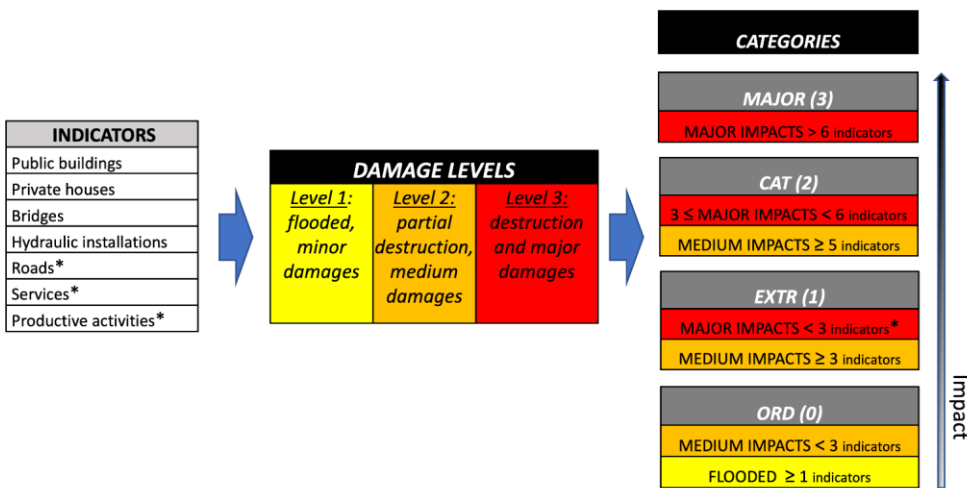 INDICATORS
Public buildings
Private houses
Bridges
Hydraulic installations
Roads*
Services*
Productive activities*
DAMAGE LEVELS
Level 1:
flooded,
minor
damages
Level 2:
partial
destruction,
medium
damages
Level 3:
destruction
and major
damages
CATEGORIES
MAJOR (3)
MAJOR IMPACTS > 6 indicators
CAT (2)
3 ≤ MAJOR IMPACTS < 6 indicators
MEDIUM IMPACTS ≥ 5 indicators
EXTR (1)
MAJOR IMPACTS < 3 indicators*
MEDIUM IMPACTS ≥ 3 indicators
ORD (0)
MEDIUM IMPACTS < 3 indicators
FLOODED ≥ 1 indicators
Impact